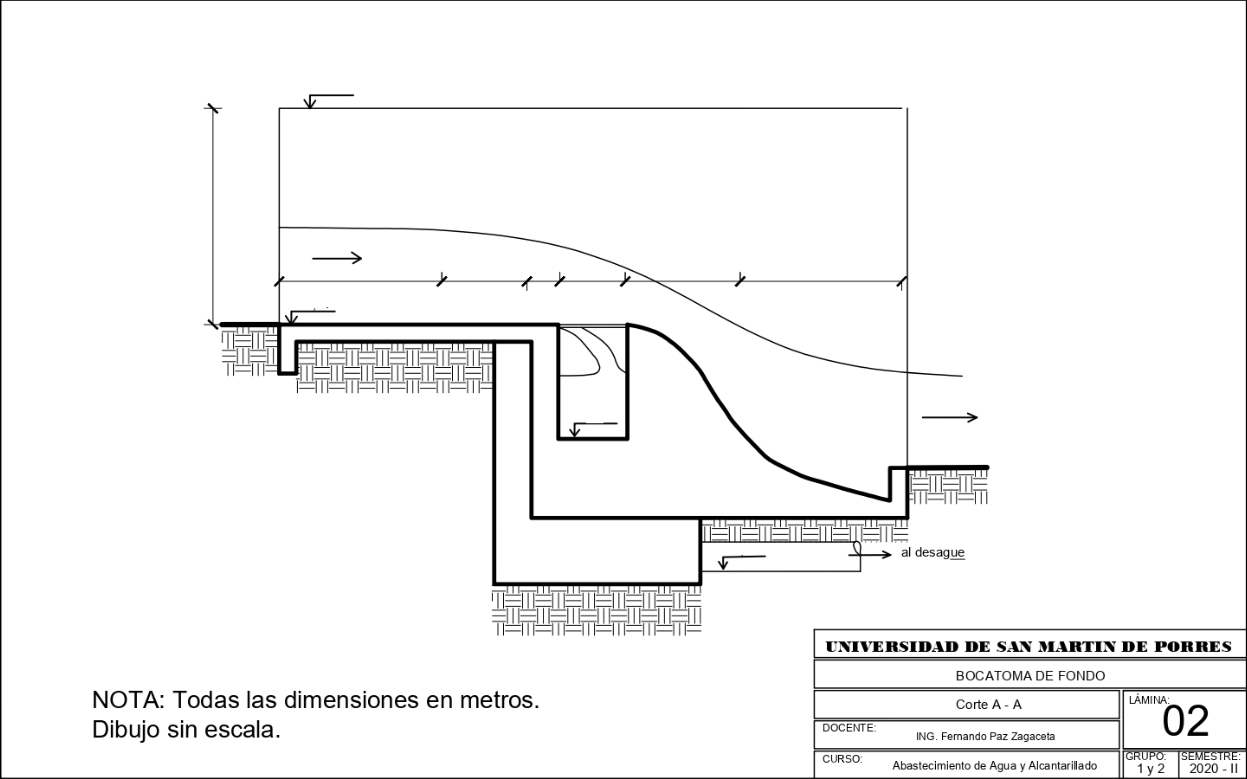 al desague
NOTA: Todas las dimensiones en metros.
Dibujo sin escala.
UNIVERSIDAD DE SAN MARTIN DE PORRES
BOCATOMA DE FONDO
Corte A - A
LÁMINA:
02
DOCENTE:
ING. Fernando Paz Zagaceta
CURSO:
Abastecimiento de Agua y Alcantarillado
GRUPO:
1 y 2
SEMESTRE:
2020 - II